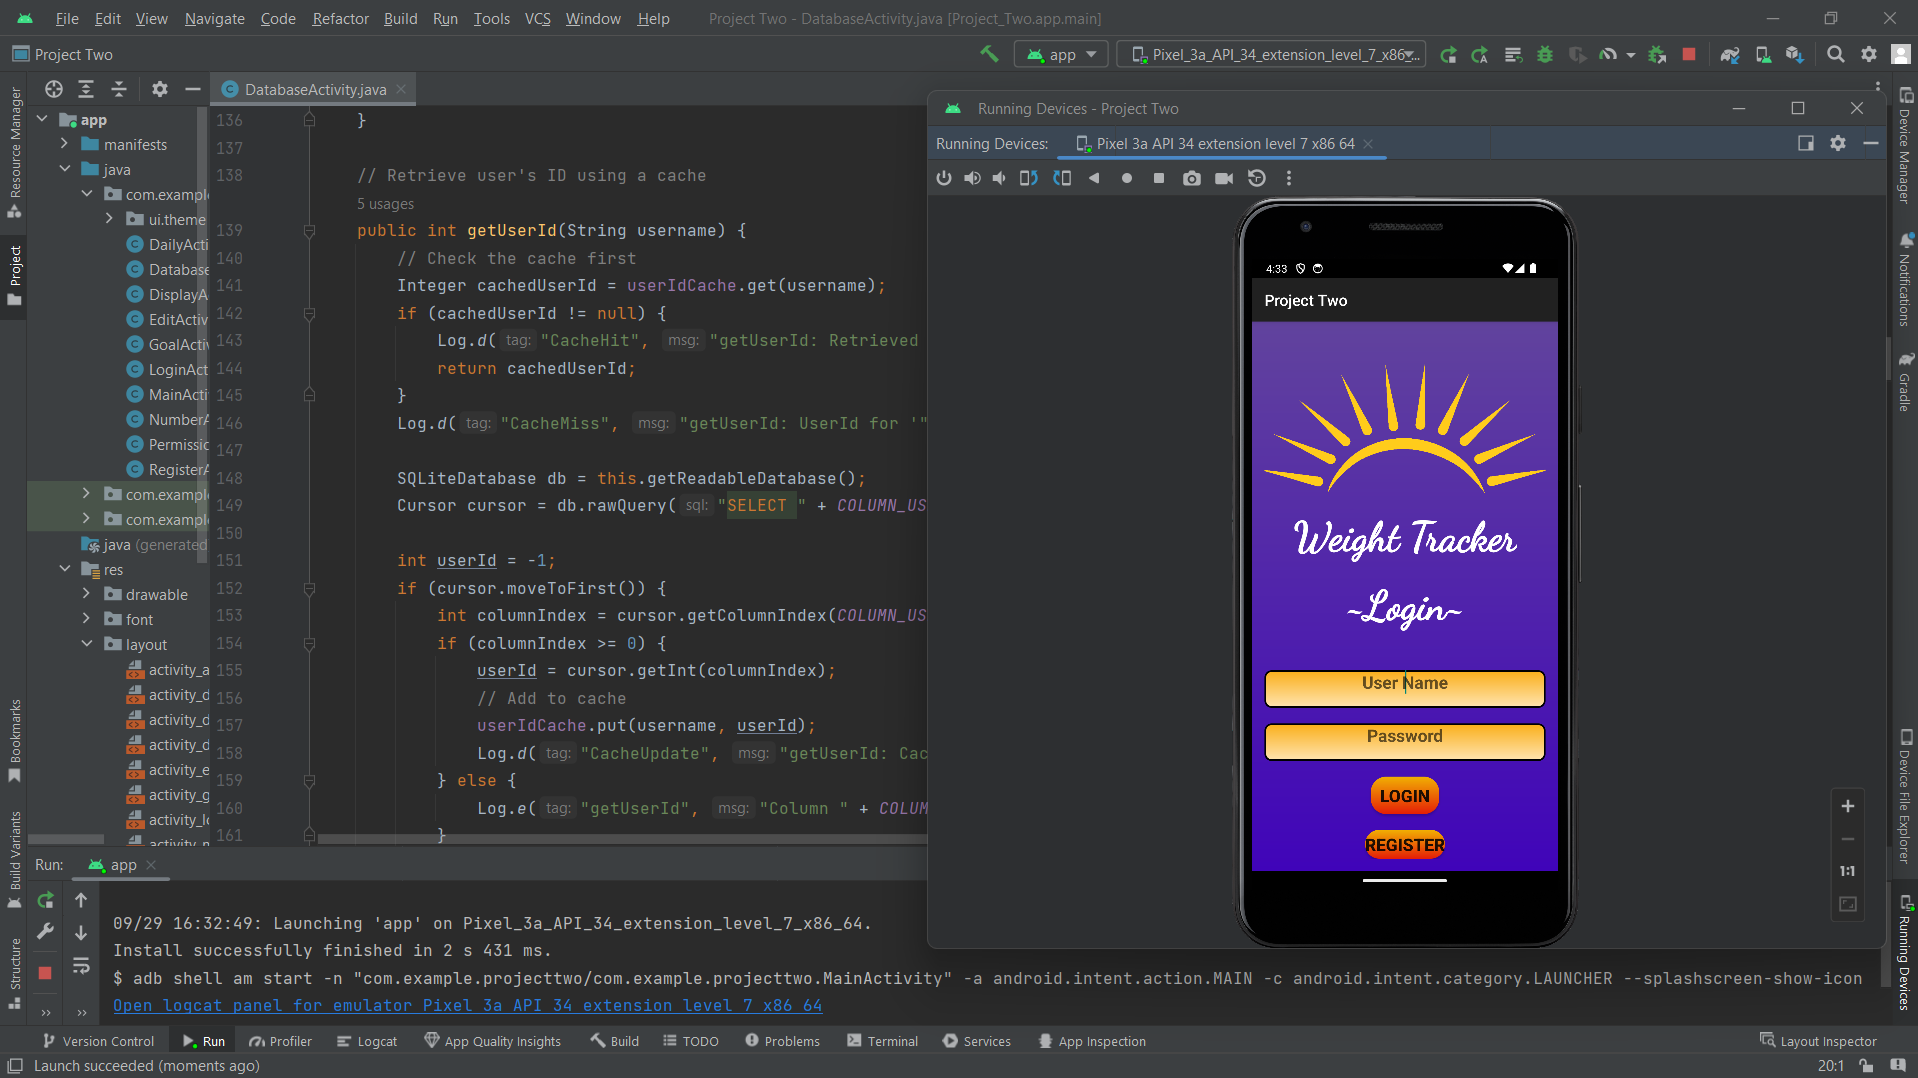 File Edit View Navigate Code Refactor Build Run Tools VCS Window Help Project Two - DatabaseActivity.java [Project_Two.app.main]
Project Two
app
Pixel_3a_API_34_extension_level_7_x86_...
DatabaseActivity.java
Resource Manager
Project
Bookmarks
Build Variants
Structure
app
manifests
java
com.example
ui.theme
DailyActi
Database
DisplayA
EditActiv
GoalActiv
LoginAct
MainActi
NumberA
Permissio
RegisterA
com.example
com.example
java (generated
res
drawable
font
layout
activity_a
activity_d
activity_d
activity_d
activity_e
activity_g
activity_lo
136 }
137
138 // Retrieve user's ID using a cache
5 usages
139 public int getUserId(String username) {
140 // Check the cache first
141 Integer cachedUserId = userIdCache.get(username);
142 if (cachedUserId != null) {
143 Log.d( tag: "CacheHit", msg: "getUserId: Retrieved
144 return cachedUserId;
145 }
146 Log.d( tag: "CacheMiss", msg: "getUserId: UserId for '"
147
148 SQLiteDatabase db = this.getReadableDatabase();
149 Cursor cursor = db.rawQuery( sql: "SELECT " + COLUMN_US
150
151 int userId = -1;
152 if (cursor.moveToFirst()) {
153 int columnIndex = cursor.getColumnIndex(COLUMN_US
154 if (columnIndex >= 0) {
155 userId = cursor.getInt(columnIndex);
156 // Add to cache
157 userIdCache.put(username, userId);
158 Log.d( tag: "CacheUpdate", msg: "getUserId: Cac
159 } else {
160 Log.e( tag: "getUserId", msg: "Column " + COLUM
161 }
Running Devices - Project Two
Running Devices: Pixel 3a API 34 extension level 7 x86 64
4:33
Project Two
Weight Tracker
~Login~
User Name
Password
LOGIN
REGISTER
1:1
Device Manager
Notifications
Gradle
Device File Explorer
Running Devices
Run: app
09/29 16:32:49: Launching 'app' on Pixel_3a_API_34_extension_level_7_x86_64.
Install successfully finished in 2 s 431 ms.
$ adb shell am start -n "com.example.projecttwo/com.example.projecttwo.MainActivity" -a android.intent.action.MAIN -c android.intent.category.LAUNCHER --splashscreen-show-icon
Open logcat panel for emulator Pixel 3a API 34 extension level 7 x86 64
Version Control Run Profiler Logcat App Quality Insights Build TODO Problems Terminal Services App Inspection Layout Inspector
Launch succeeded (moments ago) 20:1